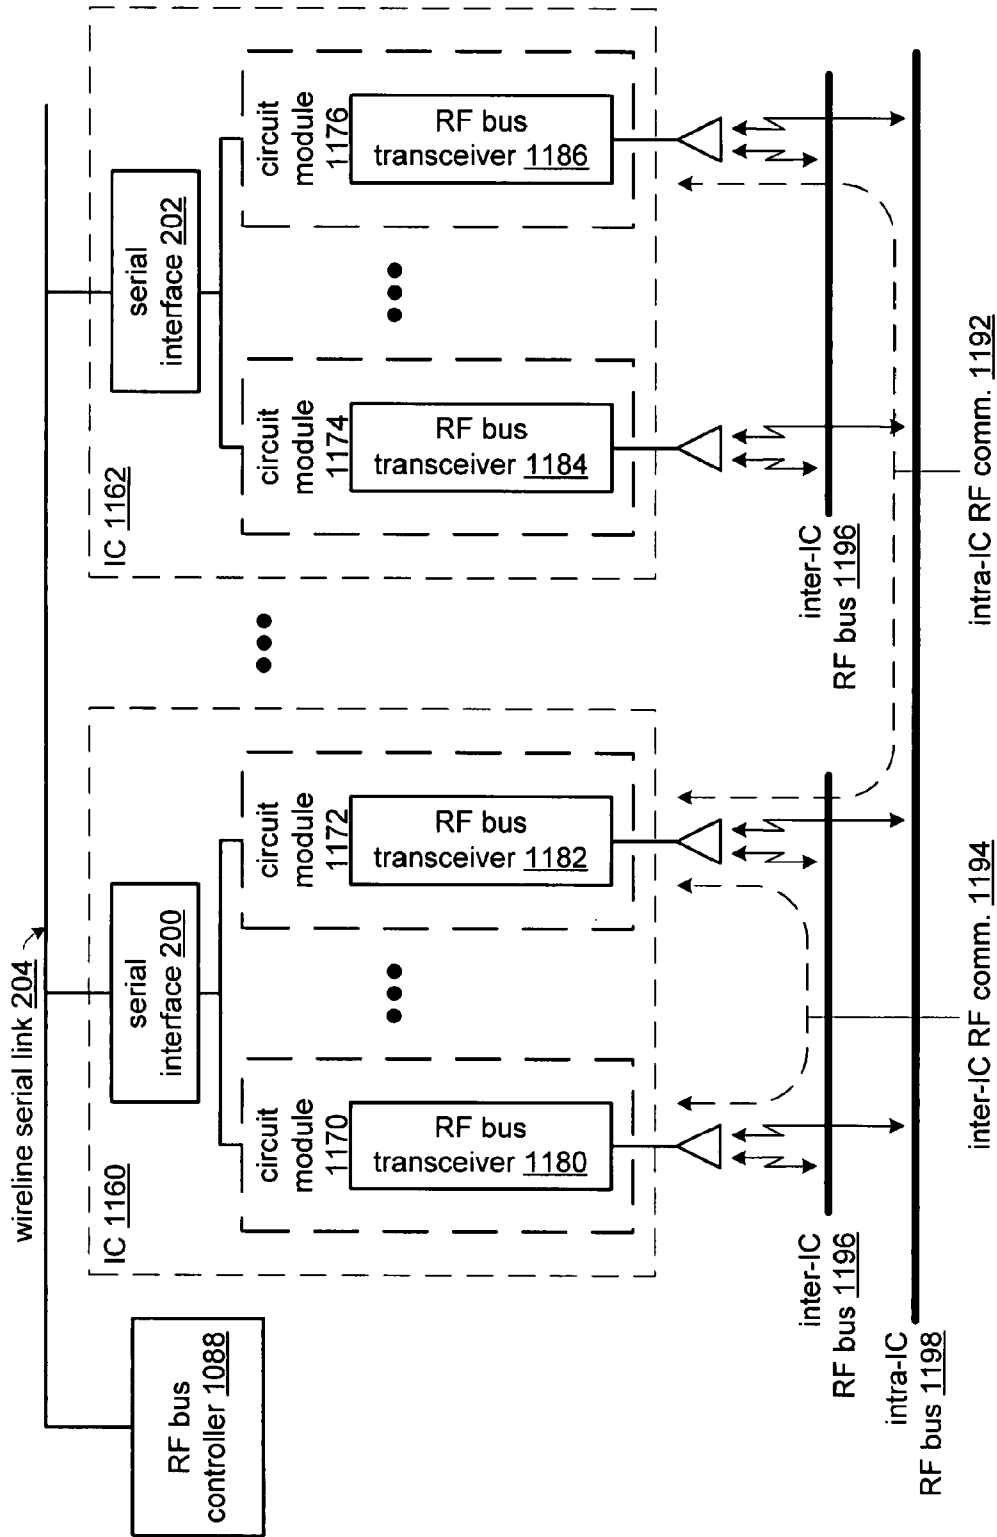 wireline serial link 204
RF bus
controller 1088
IC 1160
serial
interface 200
circuit
module
1170
RF bus
transceiver 1180
circuit
module
1172
RF bus
transceiver 1182
IC 1162
serial
interface 202
circuit
module
1174
RF bus
transceiver 1184
circuit
module
1176
RF bus
transceiver 1186
inter-IC
RF bus 1196
inter-IC
RF bus 1196
intra-IC
RF bus 1198
inter-IC RF comm. 1194
intra-IC RF comm. 1192